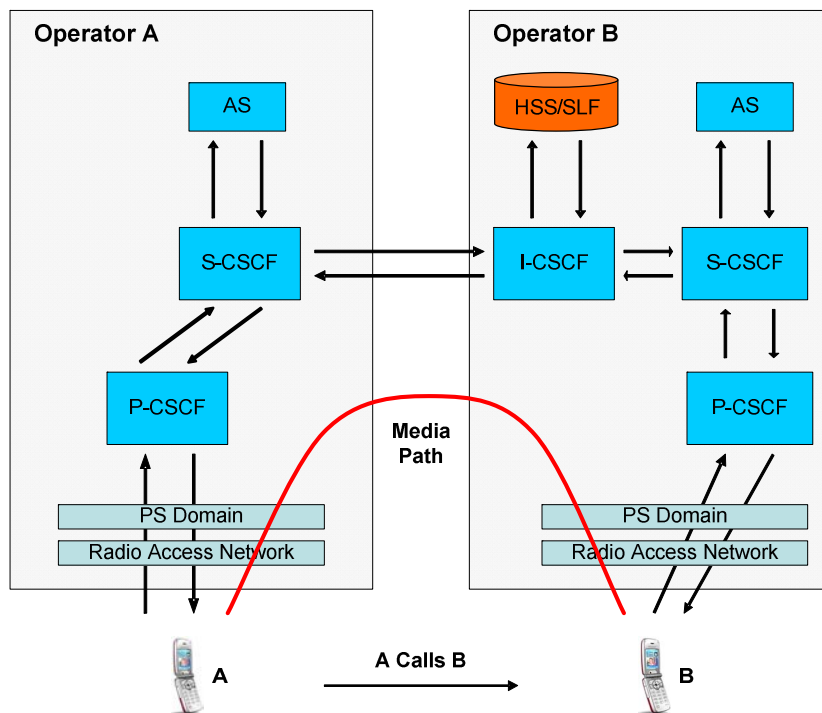 Operator A
AS
S-CSCF
P-CSCF
PS Domain
Radio Access Network
A
Operator B
HSS/SLF
AS
I-CSCF
S-CSCF
P-CSCF
PS Domain
Radio Access Network
B
Media
Path
A Calls B